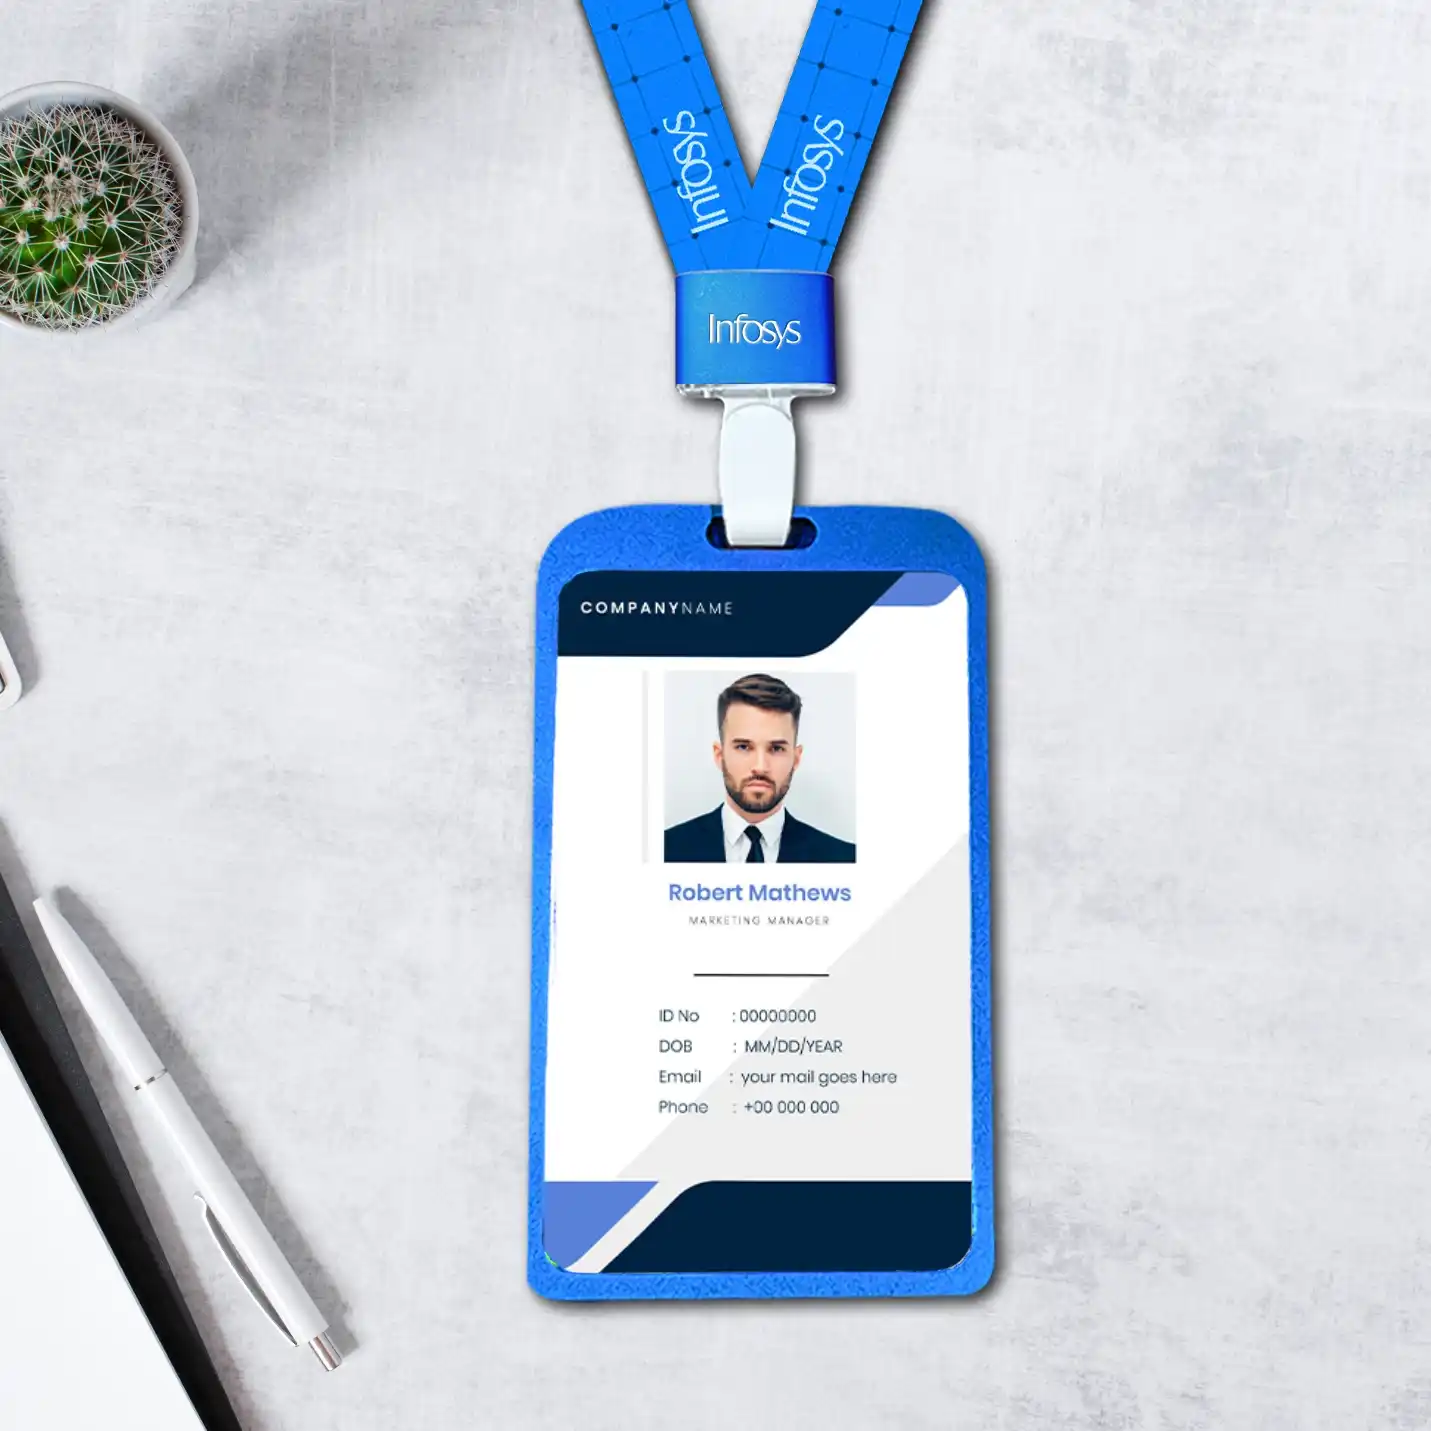 Infosys
Infosys
Infosys
COMPANYNAME
Robert Mathews
MARKETING MANAGER
ID No : 00000000
DOB : MM/DD/YEAR
Email : your mail goes here
Phone : +00 000 000